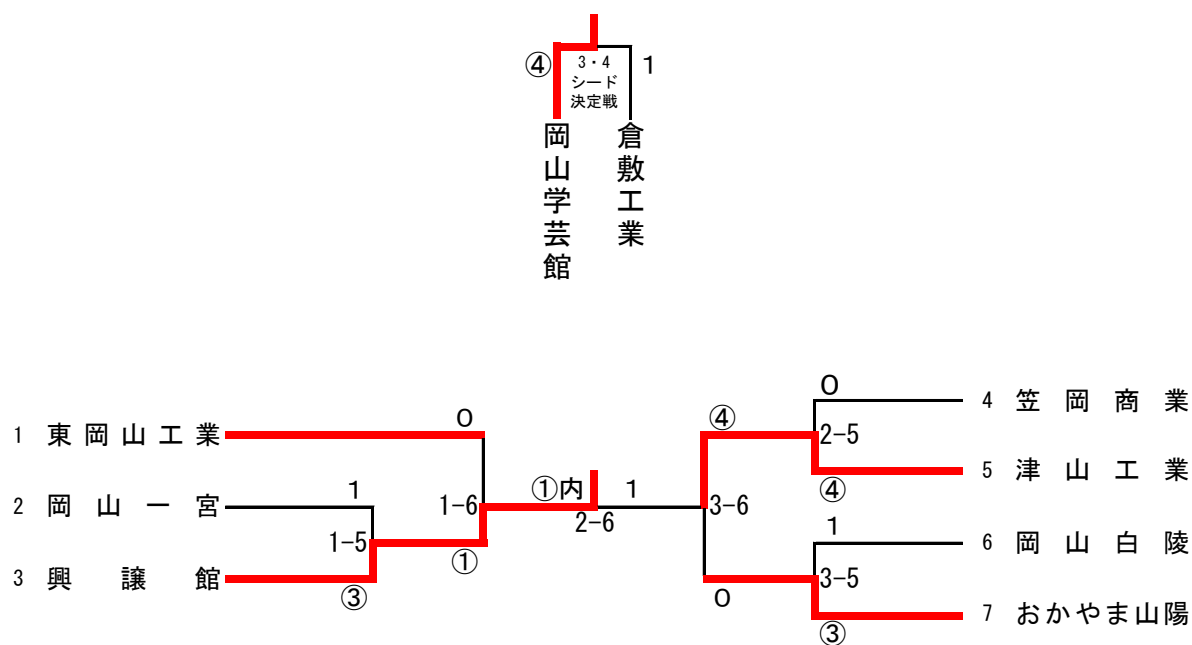 ④
3・4
シード
決定戦
1
岡山学芸館
倉敷工業
0
4 笠岡商業
1 東岡山工業
0
④
2-5
5 津山工業
④
2 岡山一宮
1
1-6
①内
1
3-6
2-6
1-5
①
1
6 岡山白陵
3 興譲館
③
0
3-5
7 おかやま山陽
③